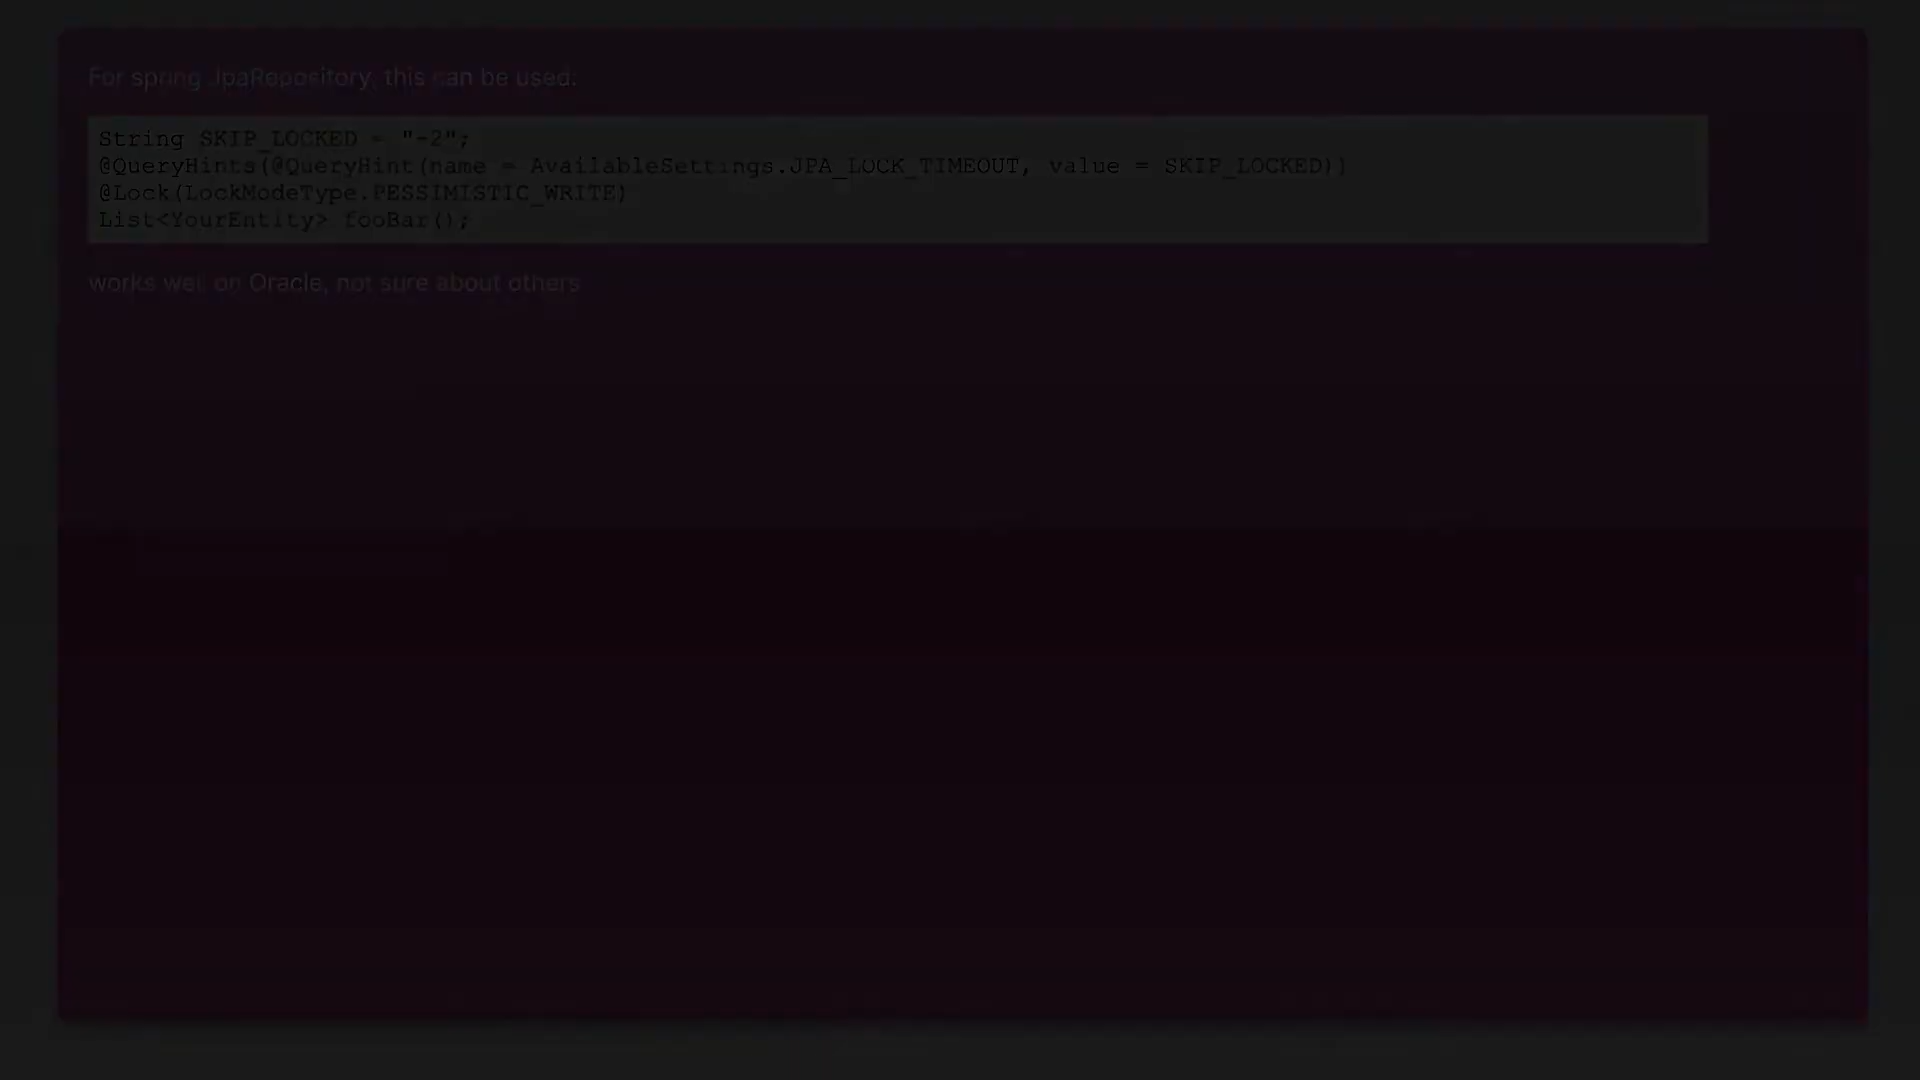 For spring JpaRepository, this can be used:
String SKIP_LOCKED = "-2";
@QueryHints(@QueryHint(name = AvailableSettings.JPA_LOCK_TIMEOUT, value = SKIP_LOCKED))
@Lock(LockModeType.PESSIMISTIC_WRITE)
List<YourEntity> fooBar();
works well on Oracle, not sure about others